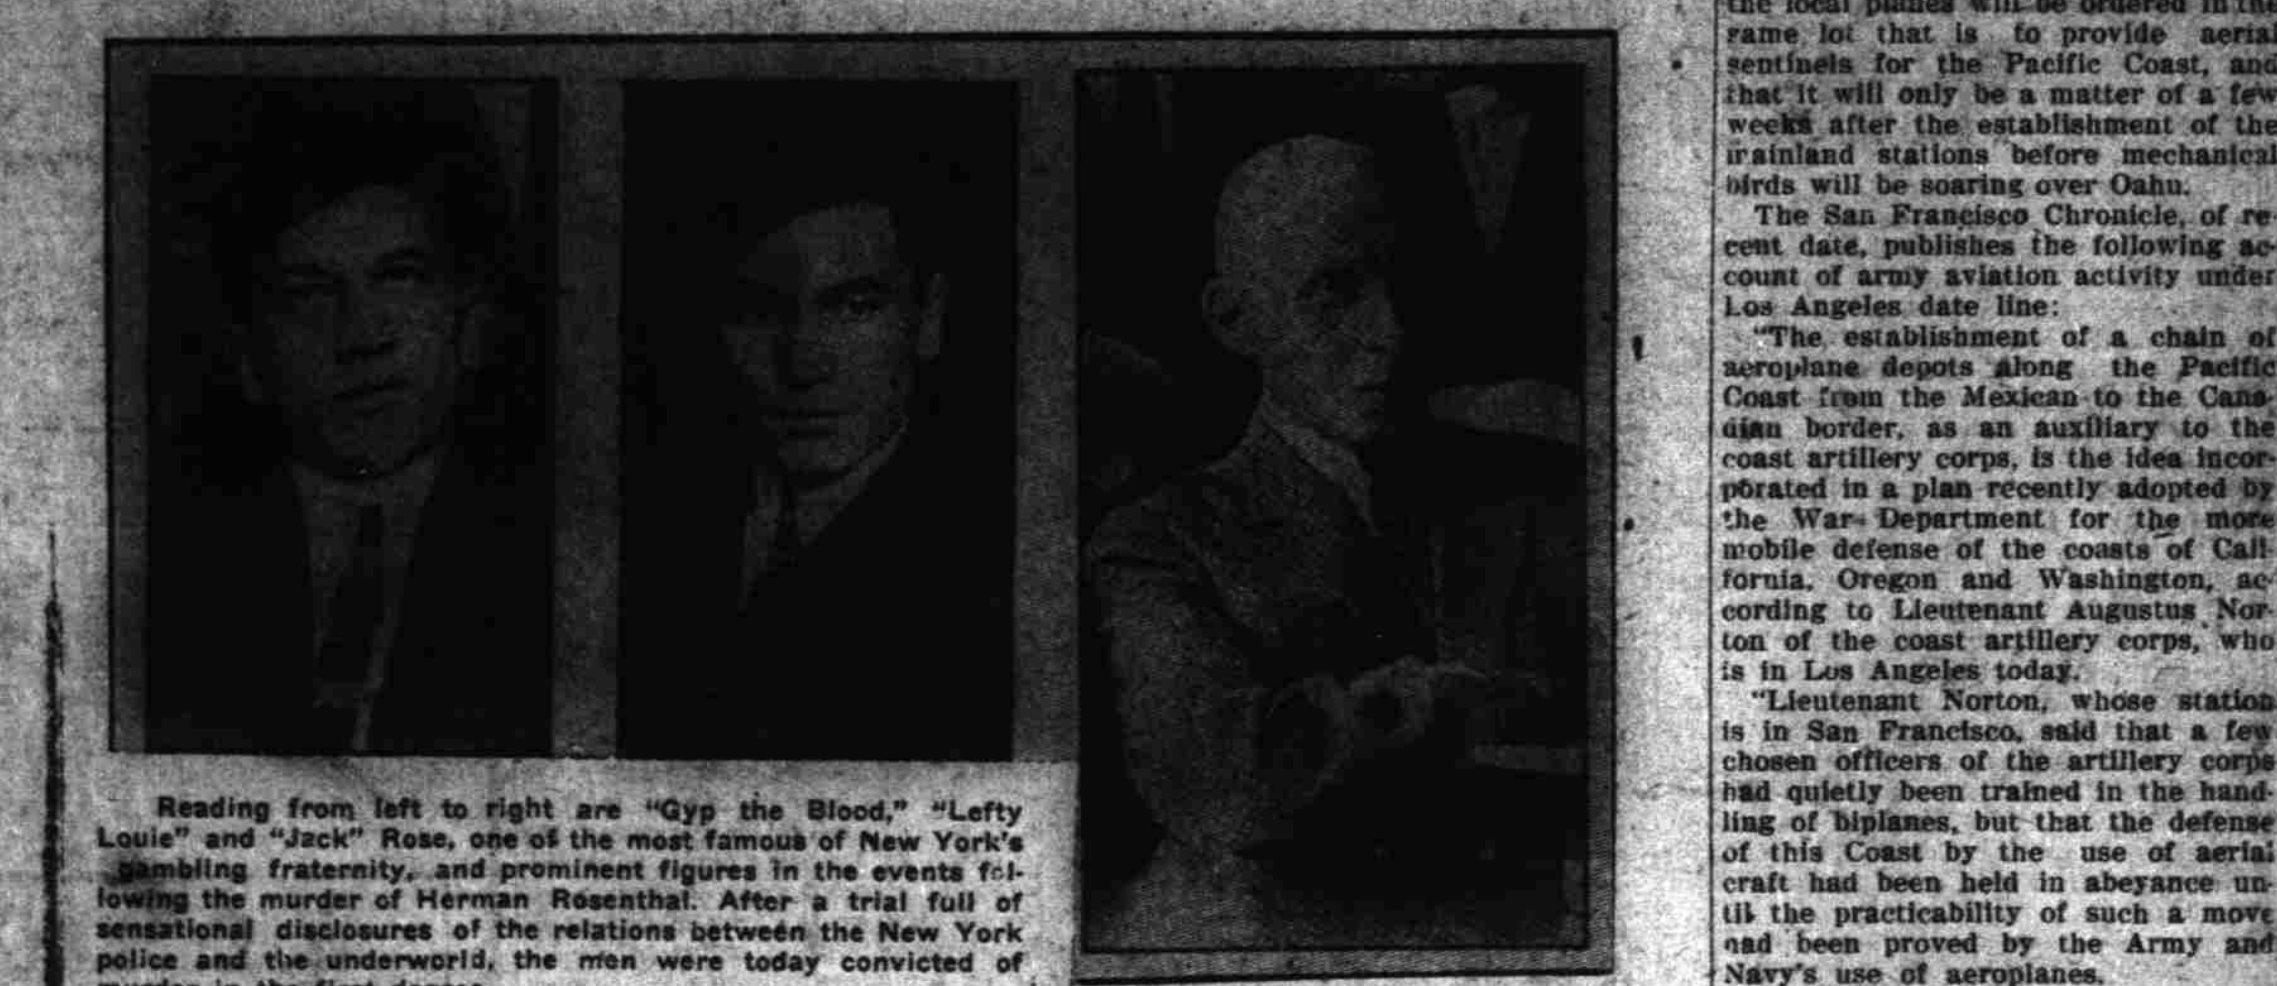 Reading from left to right are "Gyp the Blood," "Lefty
Louie" and "Jack" Rose, one of the most famous of New York's
gambling fraternity, and prominent figures in the events fol-
lowing the murder of Herman Rosenthal. After a trial full of
sensational disclosures of the relations between the New York
police and the underworld, the men were today convicted of
murder in the first degree.
the local planes will be ordered in the
same lot that is to provide aerial
sentinels for the Pacific Coast, and
that it will only be a matter of a few
weeks after the establishment of the
mainland stations before mechanical
birds will be soaring over Oahu.
The San Francisco Chronicle, of re-
cent date, publishes the following ac-
count of army aviation activity under
Los Angeles date line:
"The establishment of a chain of
aeroplane depots along the Pacific
Coast from the Mexican to the Cana-
dian border, as an auxiliary to the
coast artillery corps, is the idea incor-
porated in a plan recently adopted by
the War Department for the more
mobile defense of the coasts of Cali-
fornia, Oregon and Washington, ac-
cording to Lieutenant Augustus Nor-
ton of the coast artillery corps, who
is in Los Angeles today.
"Lieutenant Norton, whose station
is in San Francisco, said that a few
chosen officers of the artillery corps
had quietly been trained in the hand-
ling of biplanes, but that the defense
of this Coast by the use of aerial
craft had been held in abeyance un-
til the practicability of such a move
had been proved by the Army and
Navy's use of aeroplanes.